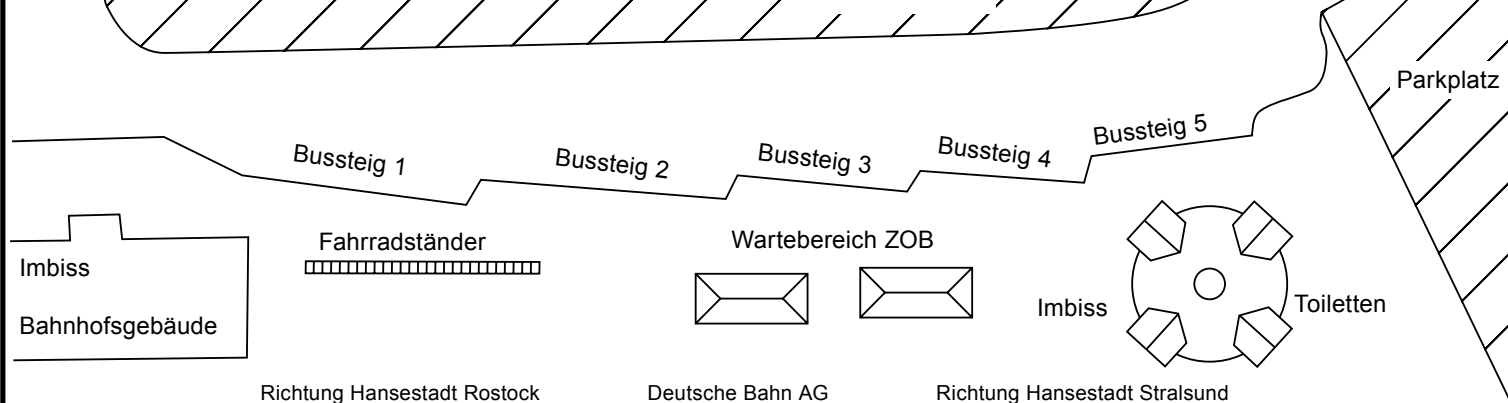 Parkplatz
Bussteig 1
Bussteig 2
Bussteig 3
Bussteig 4
Bussteig 5
Fahrradständer
Wartebereich ZOB
Imbiss
Bahnhofsgebäude
Imbiss
Toiletten
Richtung Hansestadt Rostock
Deutsche Bahn AG
Richtung Hansestadt Stralsund